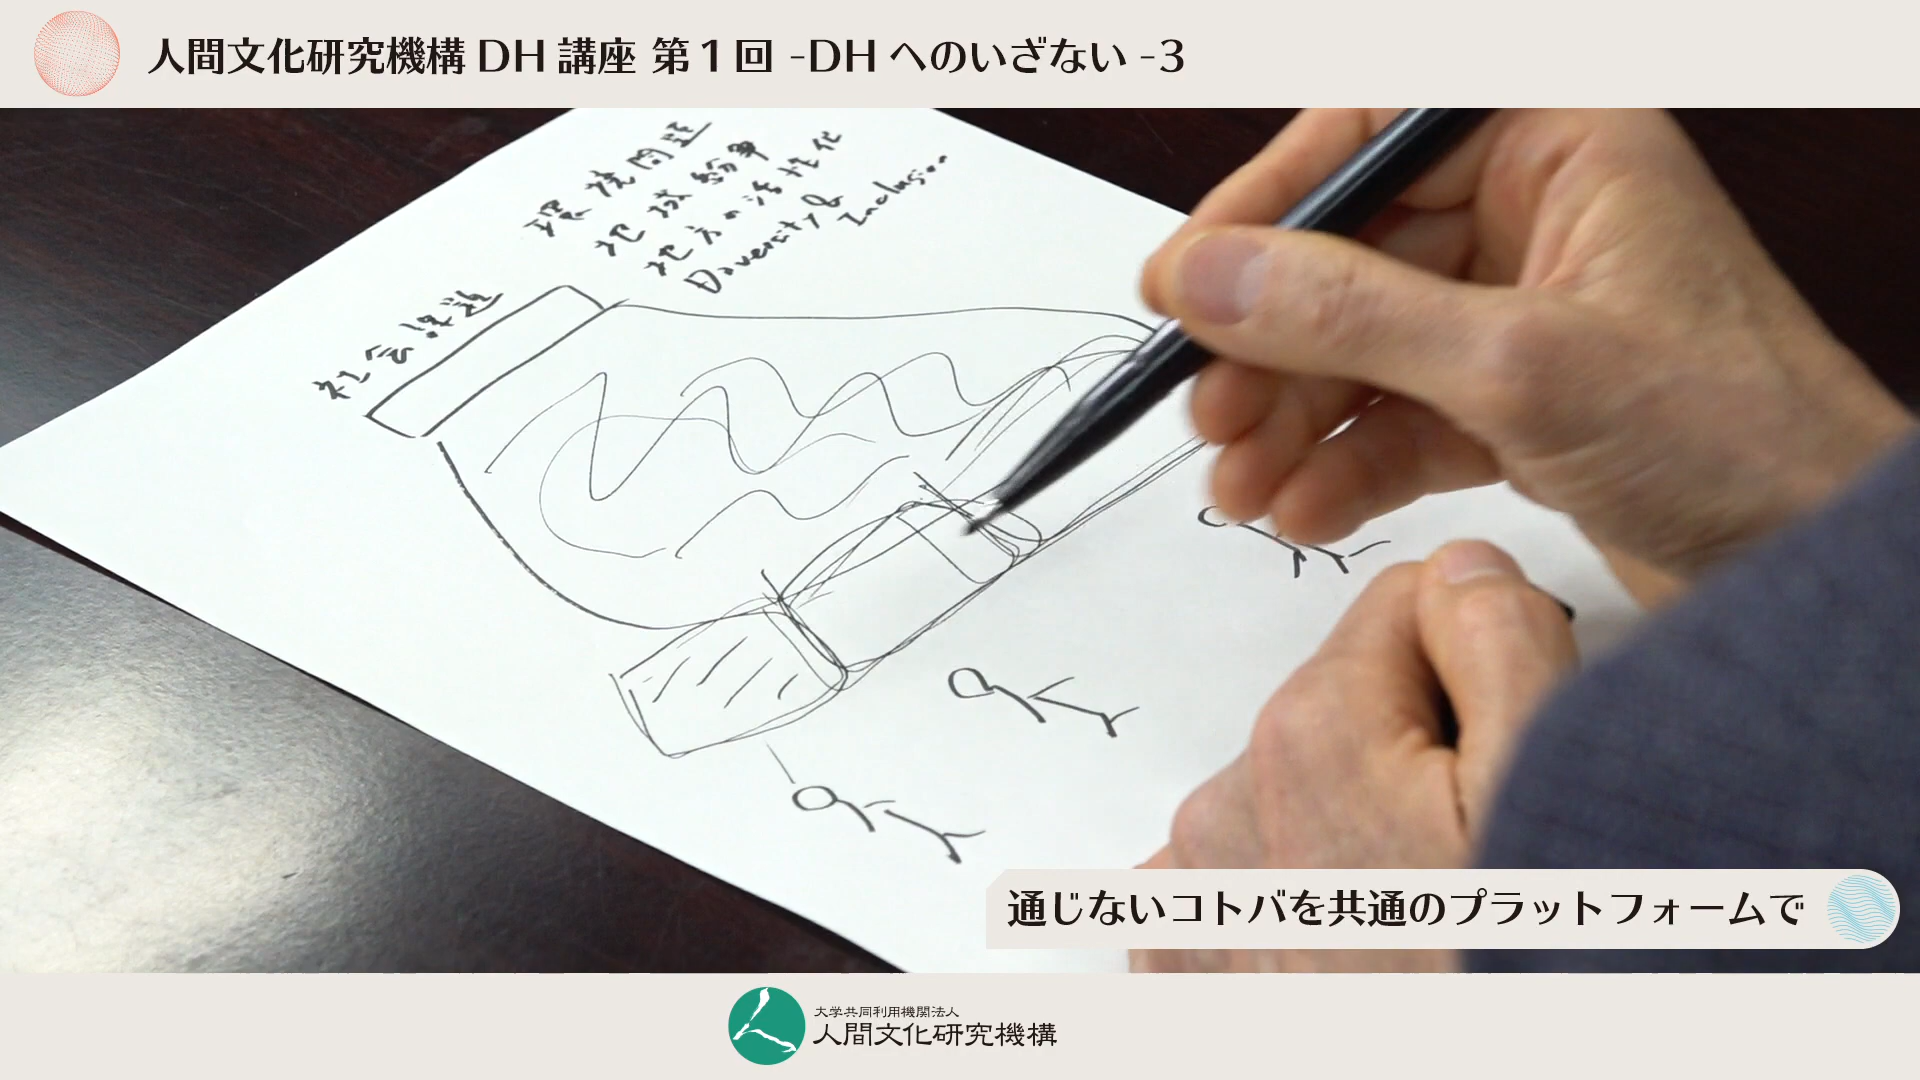 人間文化研究機構 DH 講座 第1回 -DH へのいざない -3
環境問題
地域紛争
地方の活性化
Diversity &
Inclusion
社会課題
通じないコトバを共通のプラットフォームで
大学共同利用機関法人
人間文化研究機構